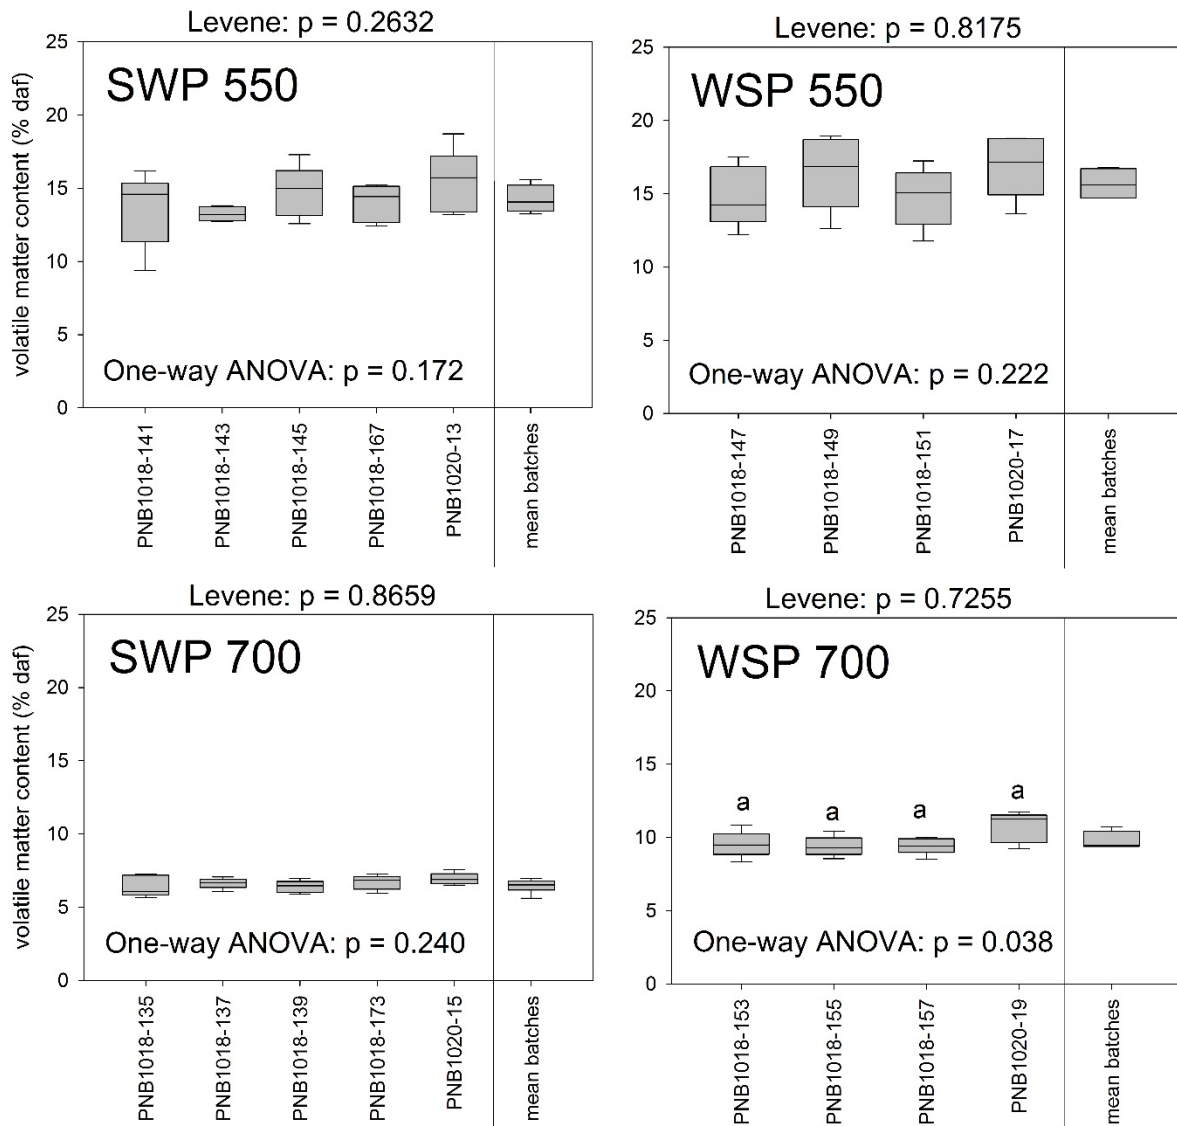 Levene: p = 0.2632
25
20
15
10
5
0
volatile matter content (% daf)
SWP 550
One-way ANOVA: p = 0.172
PNB1018-141
PNB1018-143
PNB1018-145
PNB1018-167
PNB1020-13
mean batches
Levene: p = 0.8175
25
20
15
10
5
0
WSP 550
One-way ANOVA: p = 0.222
PNB1018-147
PNB1018-149
PNB1018-151
PNB1020-17
mean batches
Levene: p = 0.8659
25
20
15
10
5
0
volatile matter content (% daf)
SWP 700
One-way ANOVA: p = 0.240
PNB1018-135
PNB1018-137
PNB1018-139
PNB1018-173
PNB1020-15
mean batches
Levene: p = 0.7255
25
20
15
10
5
0
WSP 700
a
a
a
a
One-way ANOVA: p = 0.038
PNB1018-153
PNB1018-155
PNB1018-157
PNB1020-19
mean batches